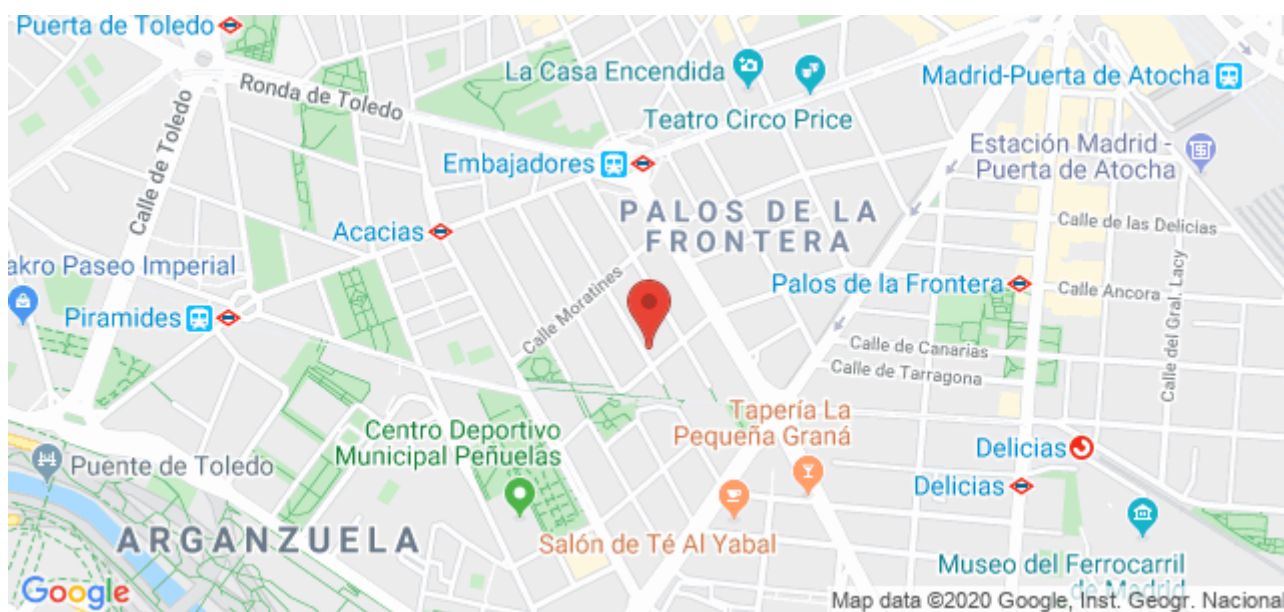 Puerta de Toledo
Ronda de Toledo
Calle de Toledo
La Casa Encendida
Teatro Circo Price
Madrid-Puerta de Atocha
Estación Madrid -
Puerta de Atocha
Embajadores
PALOS DE LA
FRONTERA
Acacias
Calle de las Delicias
akro Paseo Imperial
Piramides
Calle Moratines
Palos de la Frontera
Calle Ancora
Calle del Gral. Lacy
Calle de Canarias
Calle de Tarragona
Tapería La
Pequeña Graná
Centro Deportivo
Municipal Peñuelas
Puente de Toledo
Delicias
Delicias
ARGANZUELA
Salón de Té Al Yabal
Museo del Ferrocarril
de Madrid
Google
Map data ©2020 Google, Inst. Geogr. Naciona